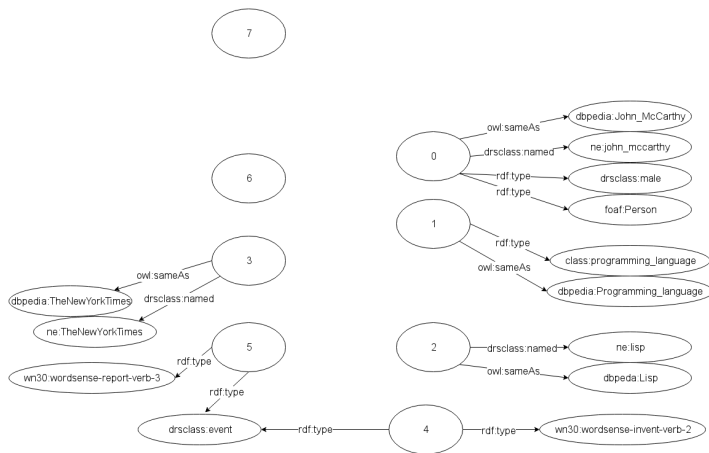 7
dbpedia:John_McCarthy
owl:sameAs
ne:john_mccarthy
drsclass:named
0
rdf:type
drsclass:male
rdf:type
foaf:Person
6
1
rdf:type
class:programming_language
owl:sameAs
dbpedia:Programming_language
3
owl:sameAs
dbpedia:TheNewYorkTimes
drsclass:named
ne:TheNewYorkTimes
5
rdf:type
wn30:wordsense-report-verb-3
rdf:type
2
drsclass:named
ne:lisp
owl:sameAs
dbpeda:Lisp
drsclass:event
rdf:type
4
rdf:type
wn30:wordsense-invent-verb-2